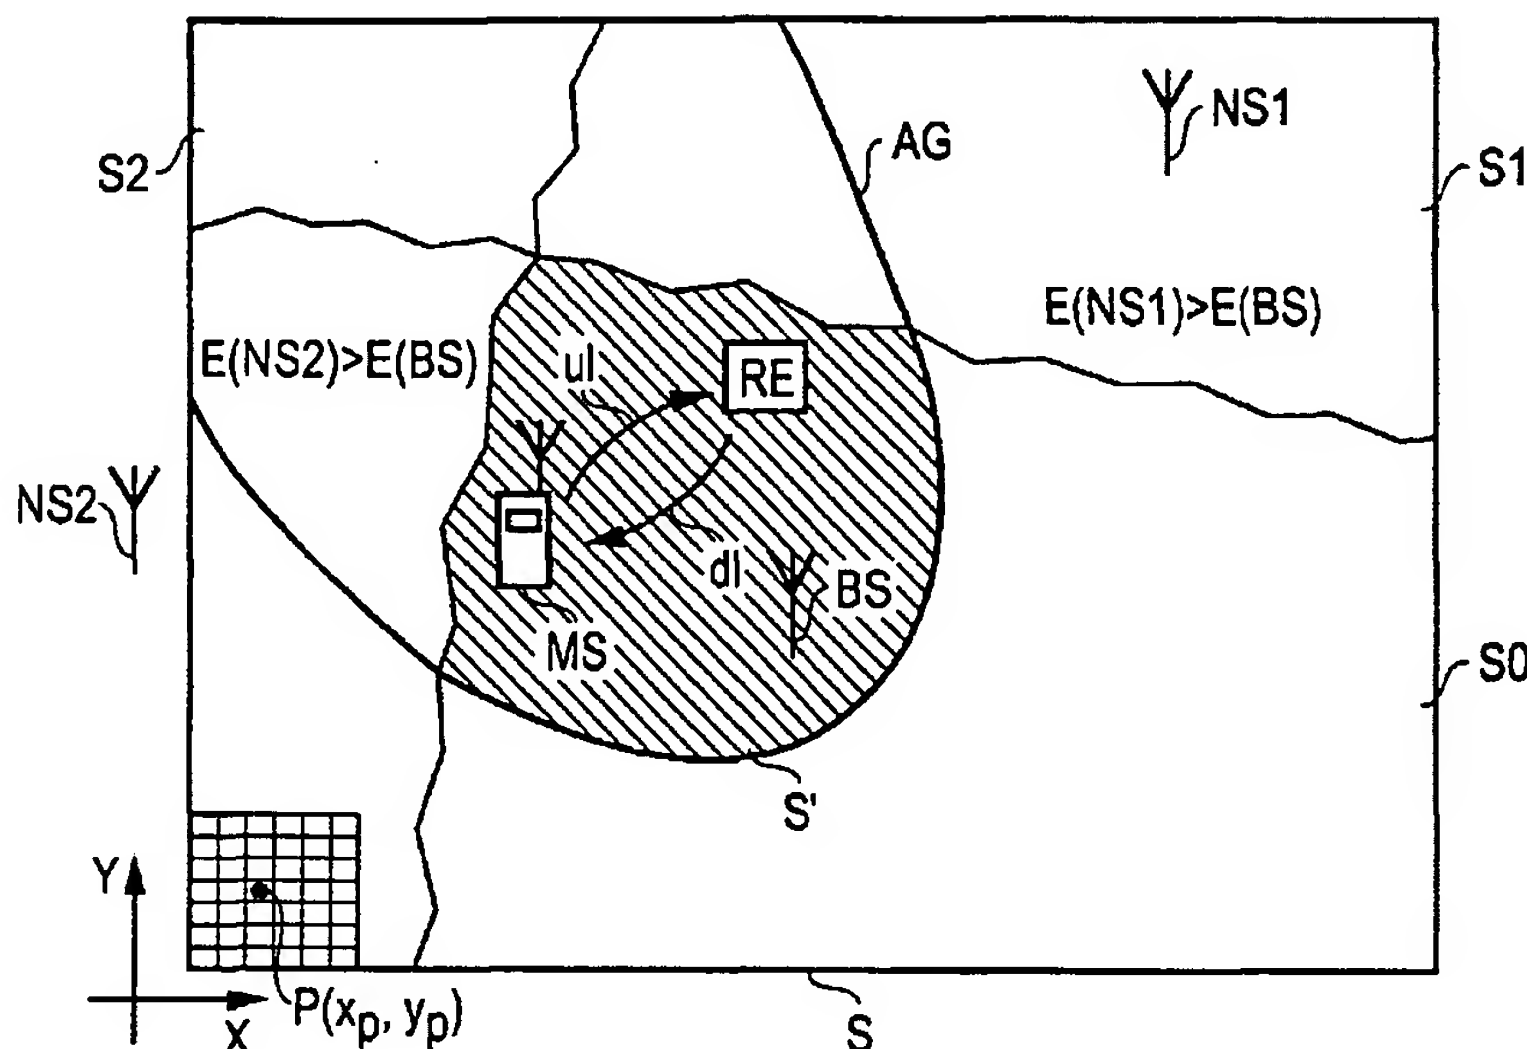 NS1
AG
S2
S1
E(NS1)>E(BS)
E(NS2)>E(BS)
ul
RE
NS2
dl
BS
MS
S0
S'
Y
P(xp, yp)
X
S